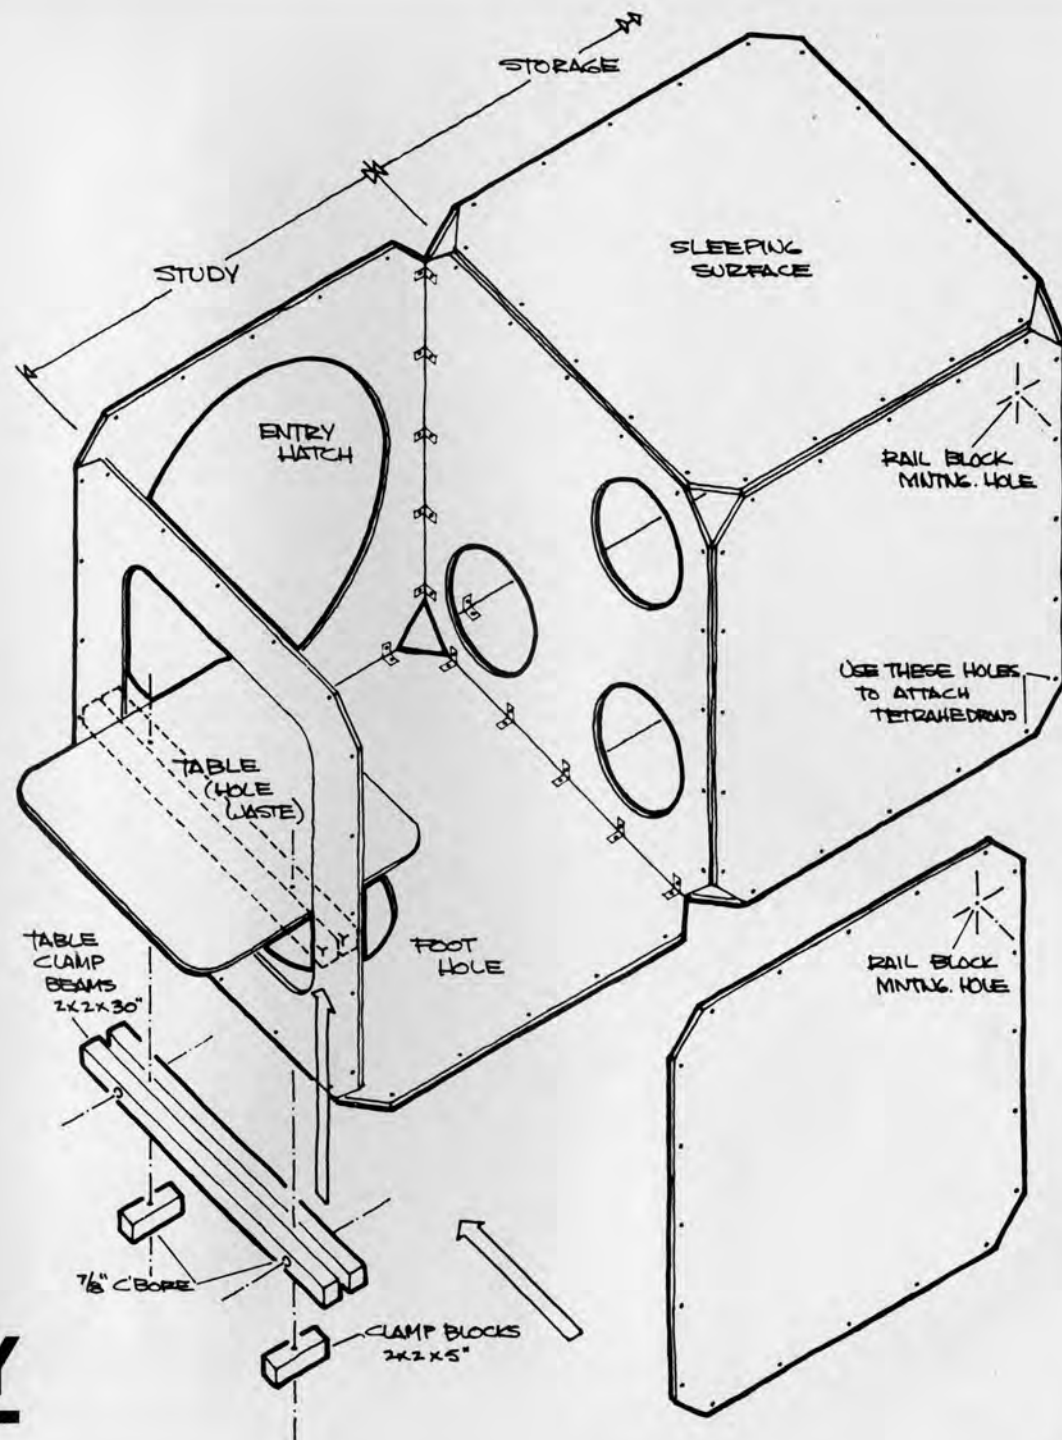 STORAGE
STUDY
SLEEPING
SURFACE
ENTRY
HATCH
RAIL BLOCK
MNTNG. HOLE
USE THESE HOLES
TO ATTACH
TETRAHEDRONS
TABLE
(HOLE
WASTE)
FOOT
HOLE
TABLE
CLAMP
BEAMS
2x2x30"
RAIL BLOCK
MNTNG. HOLE
7/8" C'BORE
CLAMP BLOCKS
2x2x5"
Y